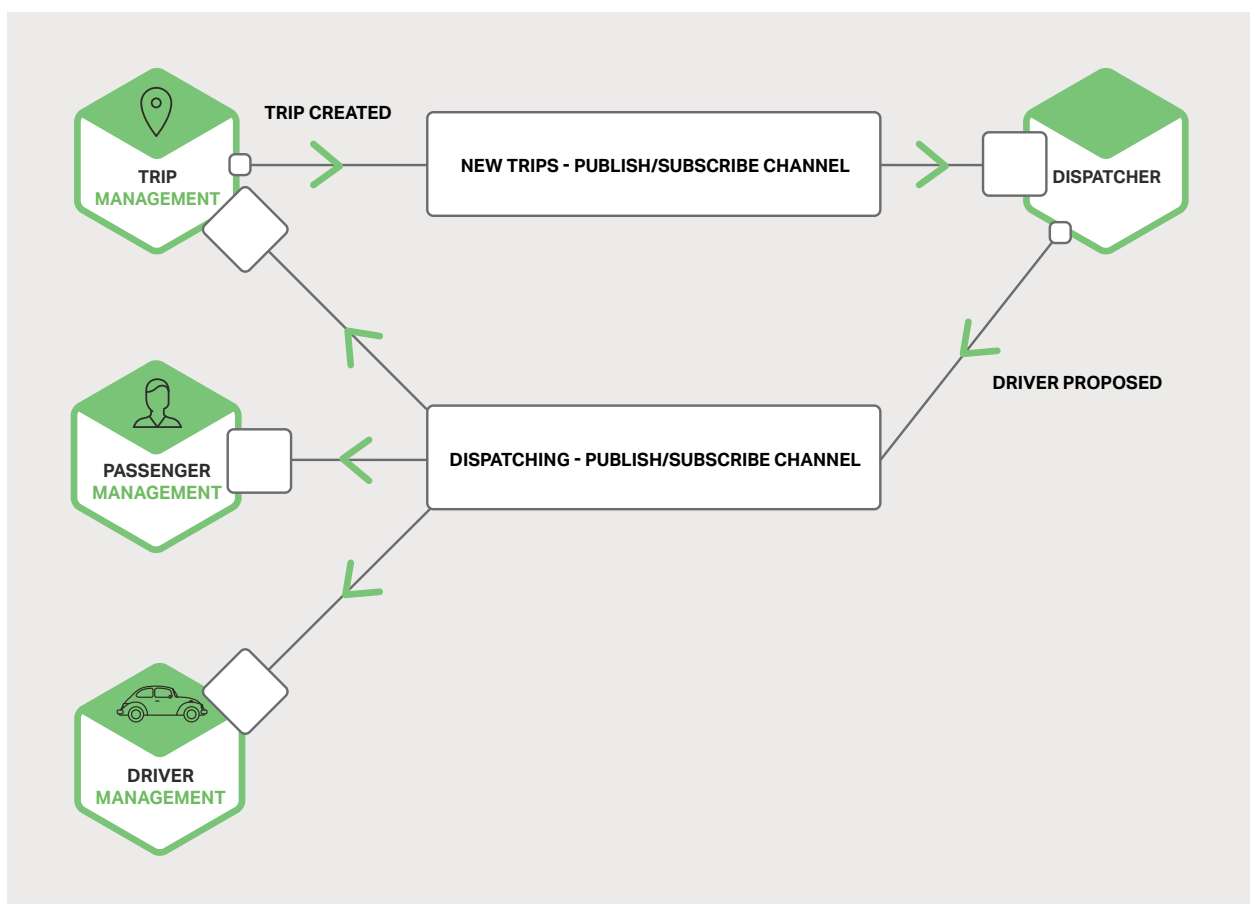 TRIP CREATED
NEW TRIPS - PUBLISH/SUBSCRIBE CHANNEL
TRIP
MANAGEMENT
DISPATCHER
DRIVER PROPOSED
PASSENGER
MANAGEMENT
DISPATCHING - PUBLISH/SUBSCRIBE CHANNEL
DRIVER
MANAGEMENT